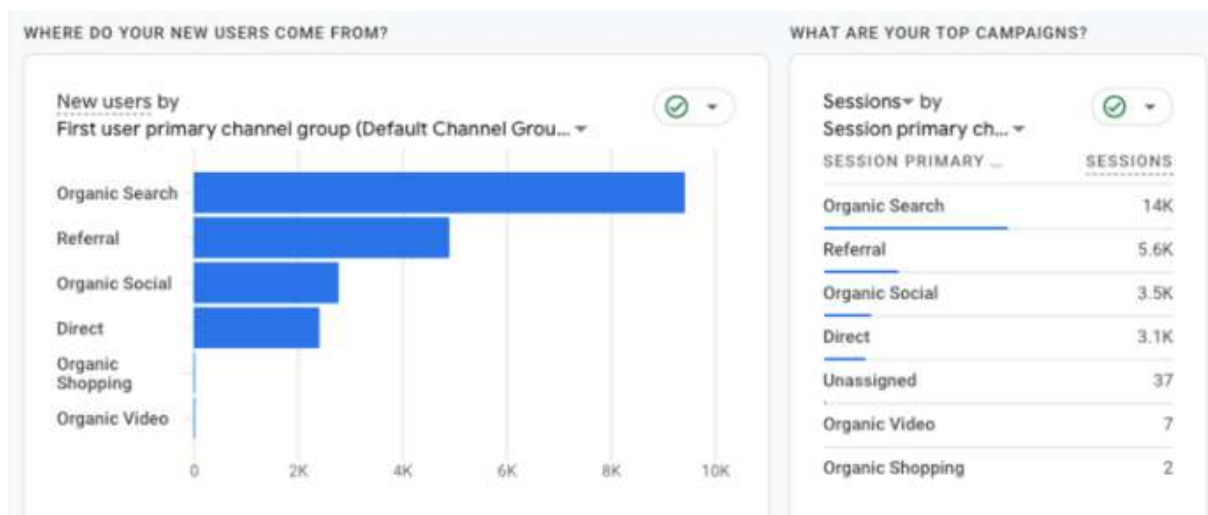 WHERE DO YOUR NEW USERS COME FROM?
New users by
First user primary channel group (Default Channel Grou...
Organic Search
Referral
Organic Social
Direct
Organic
Shopping
Organic Video
0 2K 4K 6K 8K 10K
WHAT ARE YOUR TOP CAMPAIGNS?
Sessions by
Session primary ch...
SESSION PRIMARY ... SESSIONS
Organic Search 14K
Referral 5.6K
Organic Social 3.5K
Direct 3.1K
Unassigned 37
Organic Video 7
Organic Shopping 2